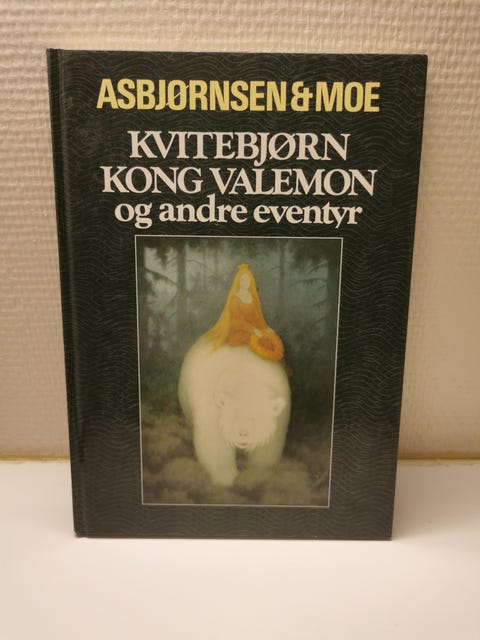 ASBJØRNSEN & MOE
KVITEBJØRN
KONG VALEMON
og andre eventyr